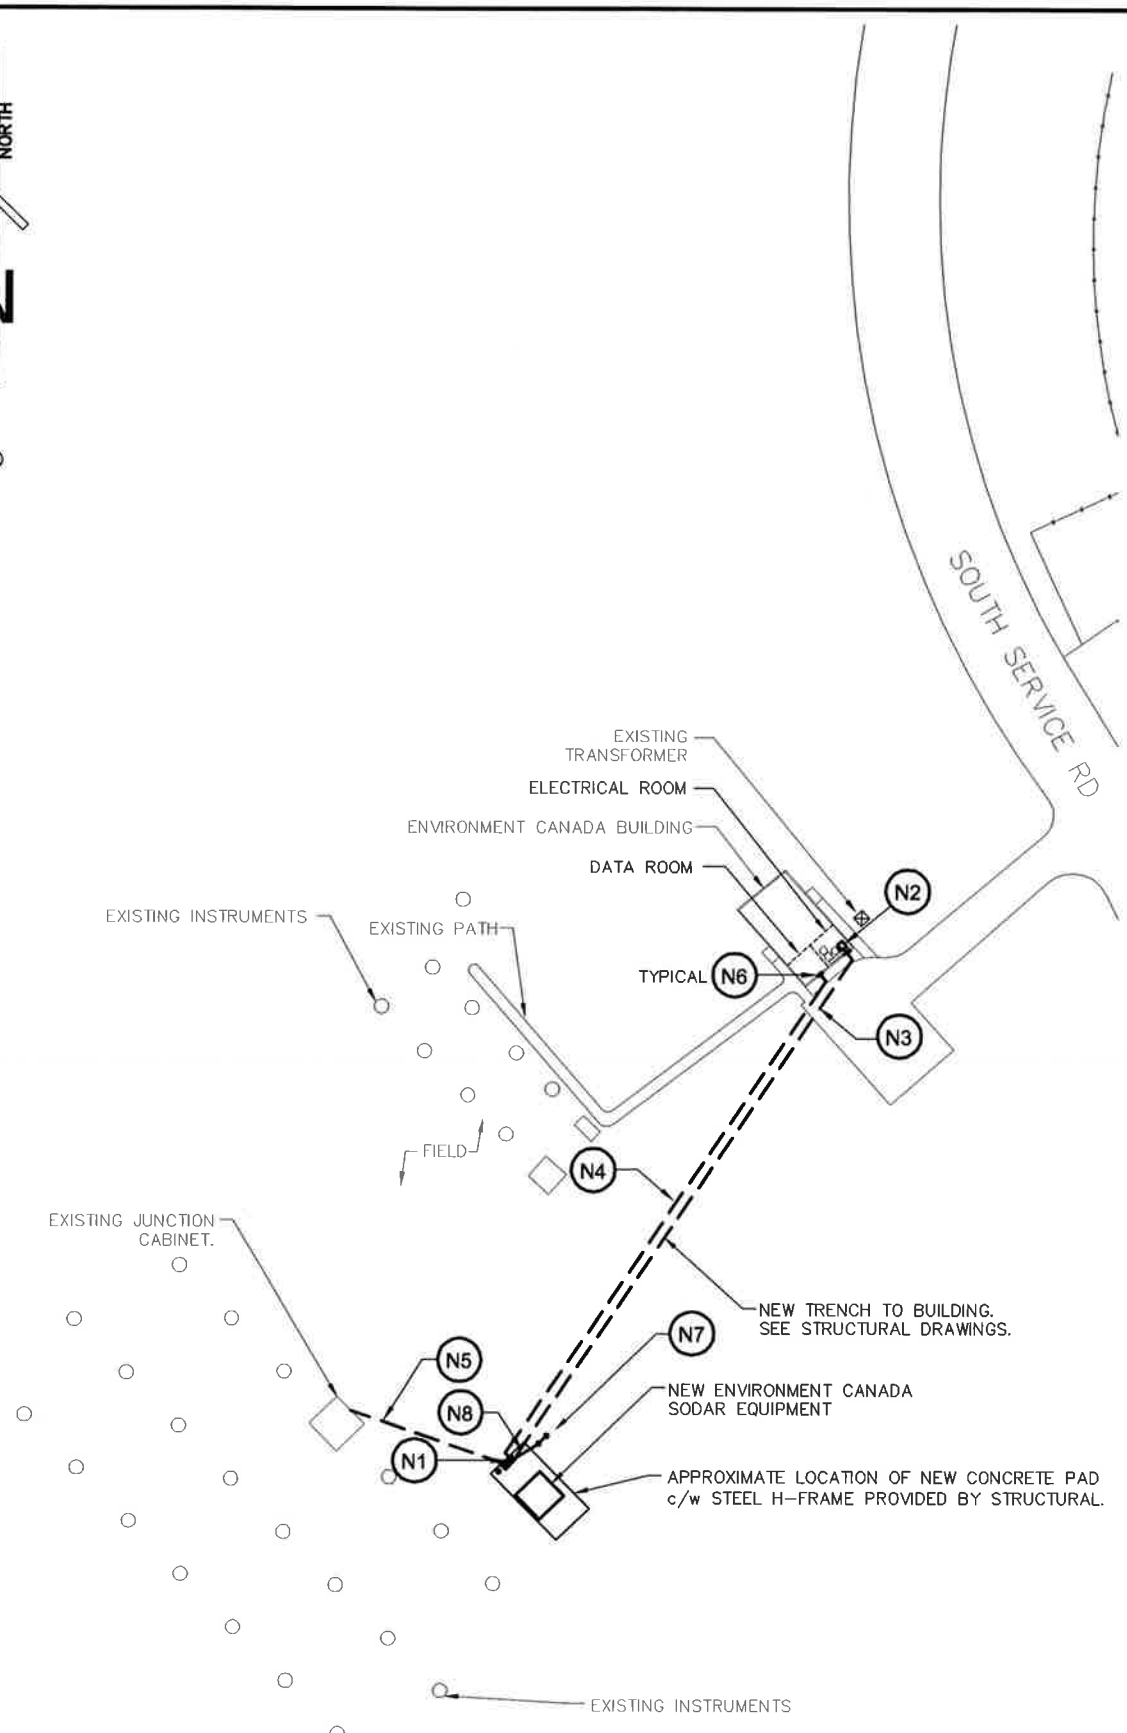 NORTH
N
SOUTH SERVICE RD
EXISTING
TRANSFORMER
ELECTRICAL ROOM
ENVIRONMENT CANADA BUILDING
DATA ROOM
N2
EXISTING INSTRUMENTS
EXISTING PATH
TYPICAL N6
N3
FIELD
N4
EXISTING JUNCTION
CABINET.
NEW TRENCH TO BUILDING.
SEE STRUCTURAL DRAWINGS.
N7
N5
NEW ENVIRONMENT CANADA
SODAR EQUIPMENT
N8
N1
APPROXIMATE LOCATION OF NEW CONCRETE PAD
c/w STEEL H-FRAME PROVIDED BY STRUCTURAL.
EXISTING INSTRUMENTS